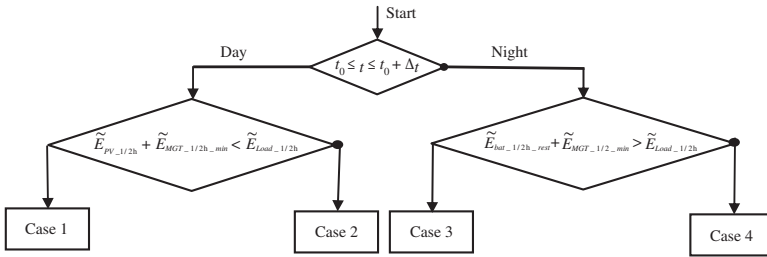 Start
Day
Night
t₀ ≤ t ≤ t₀ + Δt
Ẽ_PV_1/2h + Ẽ_MGT_1/2h_min < Ẽ_Load_1/2h
Ẽ_bat_1/2h_rest + Ẽ_MGT_1/2_min > Ẽ_Load_1/2h
Case 1
Case 2
Case 3
Case 4